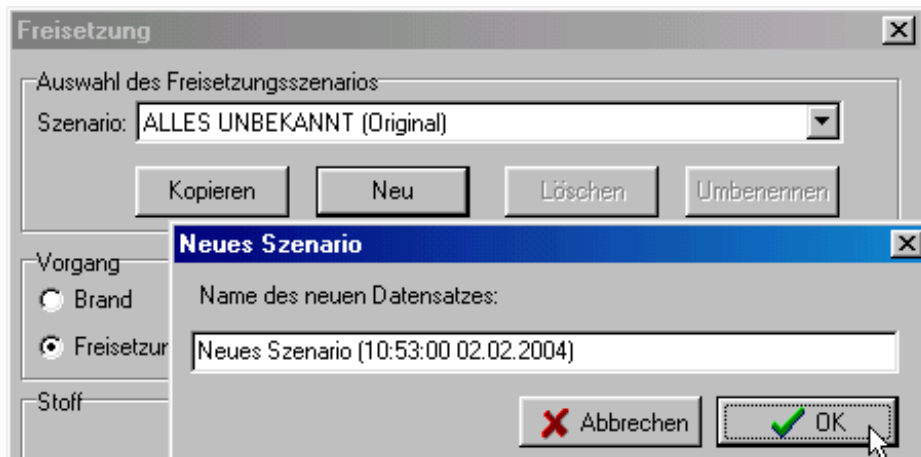 Freisetzung
Auswahl des Freisetzungsszenarios
Szenario: ALLES UNBEKANNT (Original)
Kopieren Neu Löschen Umbenennen
Neues Szenario
Vorgang
Brand
Name des neuen Datensatzes:
Freisetzun
Neues Szenario (10:53:00 02.02.2004)
Stoff
Abbrechen OK